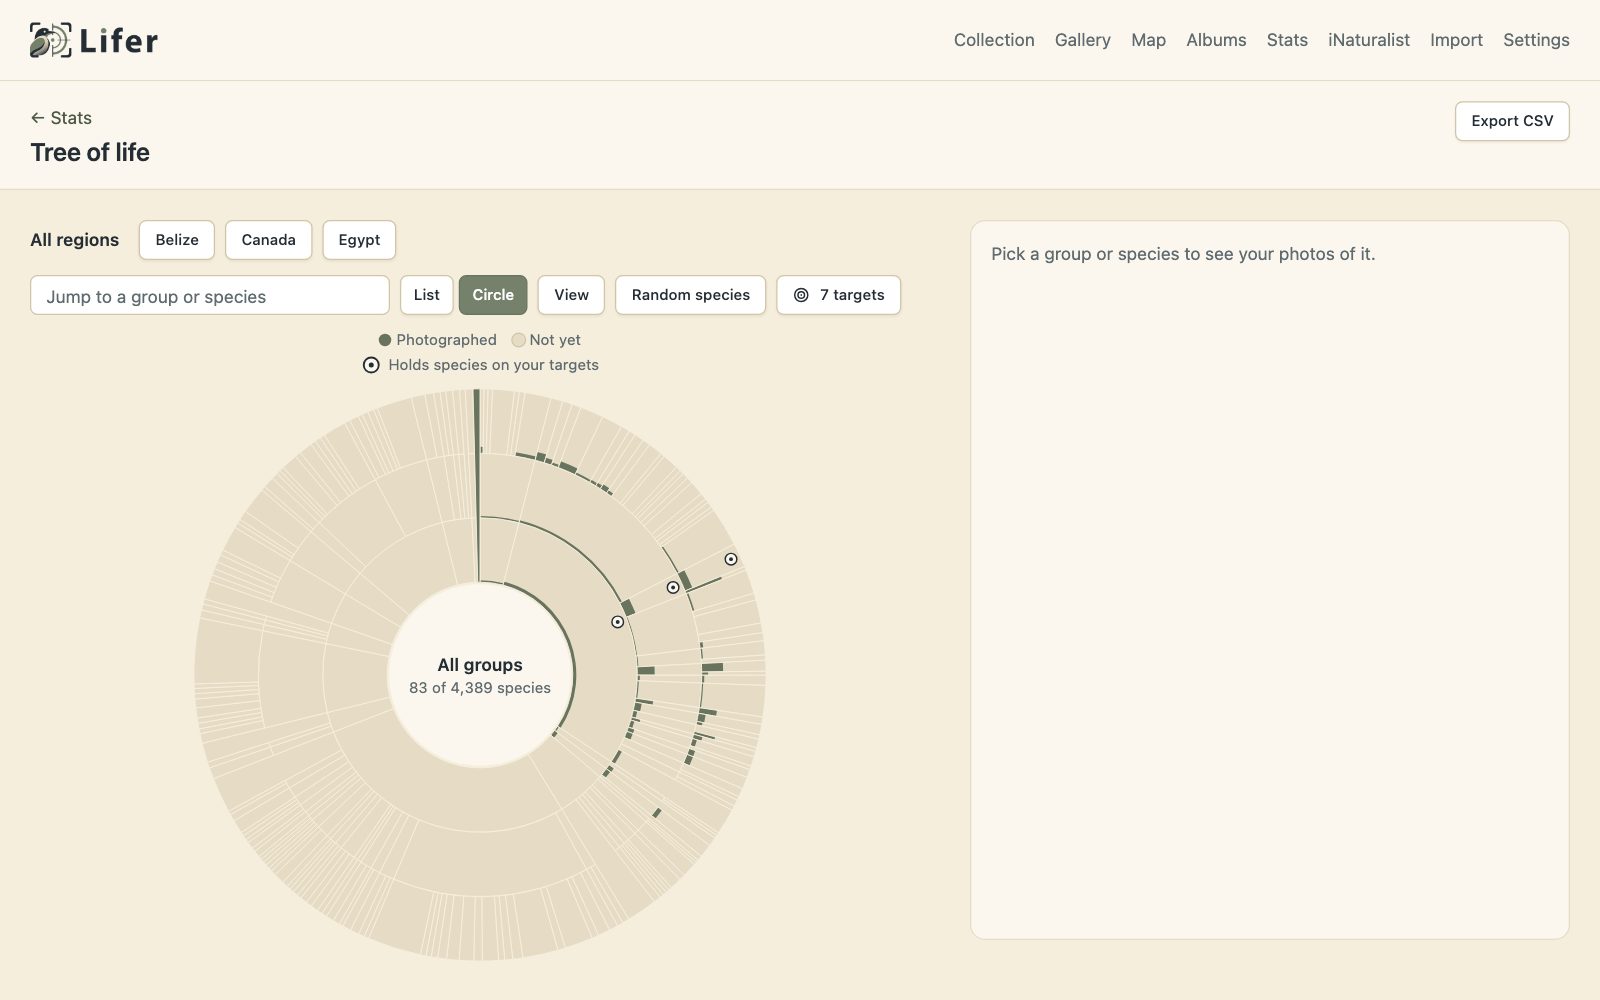 Lifer
Collection Gallery Map Albums Stats iNaturalist Import Settings
← Stats
Tree of life
Export CSV
All regions Belize Canada Egypt
Jump to a group or species List Circle View Random species 7 targets
Photographed Not yet
Holds species on your targets
All groups
83 of 4,389 species
Pick a group or species to see your photos of it.